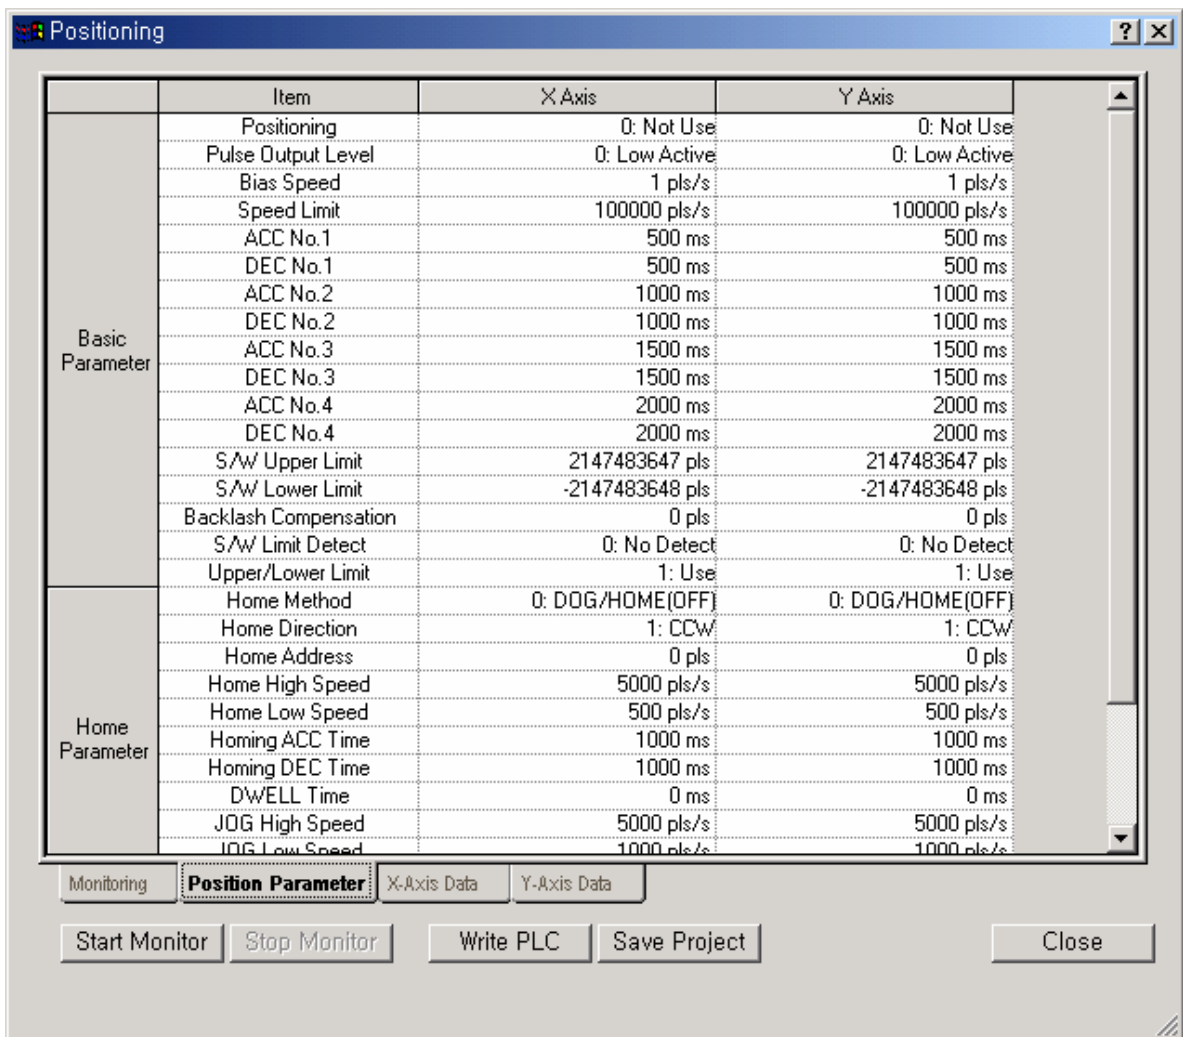 Positioning
Item X Axis Y Axis
Positioning 0: Not Use 0: Not Use
Pulse Output Level 0: Low Active 0: Low Active
Bias Speed 1 pls/s 1 pls/s
Speed Limit 100000 pls/s 100000 pls/s
ACC No.1 500 ms 500 ms
DEC No.1 500 ms 500 ms
ACC No.2 1000 ms 1000 ms
DEC No.2 1000 ms 1000 ms
Basic
Parameter
ACC No.3 1500 ms 1500 ms
DEC No.3 1500 ms 1500 ms
ACC No.4 2000 ms 2000 ms
DEC No.4 2000 ms 2000 ms
S/W Upper Limit 2147483647 pls 2147483647 pls
S/W Lower Limit -2147483648 pls -2147483648 pls
Backlash Compensation 0 pls 0 pls
S/W Limit Detect 0: No Detect 0: No Detect
Upper/Lower Limit 1: Use 1: Use
Home Method 0: DOG/HOME(OFF) 0: DOG/HOME(OFF)
Home Direction 1: CCW 1: CCW
Home Address 0 pls 0 pls
Home High Speed 5000 pls/s 5000 pls/s
Home Low Speed 500 pls/s 500 pls/s
Home
Parameter
Homing ACC Time 1000 ms 1000 ms
Homing DEC Time 1000 ms 1000 ms
DWELL Time 0 ms 0 ms
JOG High Speed 5000 pls/s 5000 pls/s
JOG Low Speed 1000 pls/s 1000 pls/s
Monitoring Position Parameter X-Axis Data Y-Axis Data
Start Monitor Stop Monitor Write PLC Save Project Close